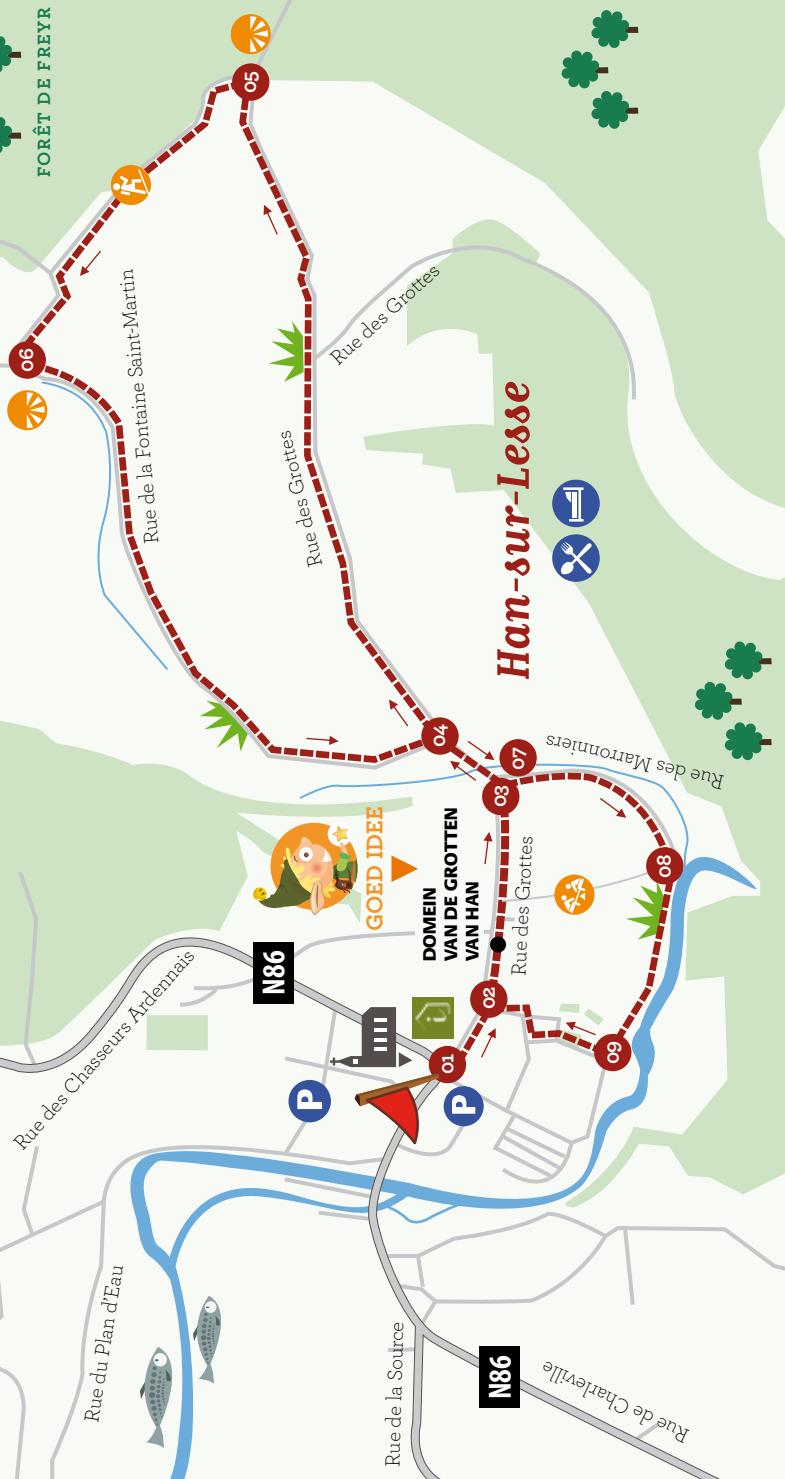 FORÊT DE FREYR
05
06
Rue de la Fontaine Saint-Martin
Rue des Grottes
Rue des Grottes
Han-sur-Lesse
04
07
03
Rue des Marronniers
08
GOED IDEE
DOMEIN
VAN DE GROTTEN
VAN HAN
Rue des Grottes
02
09
01
N86
i
P
P
Rue des Chasseurs Ardennais
Rue du Plan d'Eau
Rue de la Source
N86
Rue de Charleville